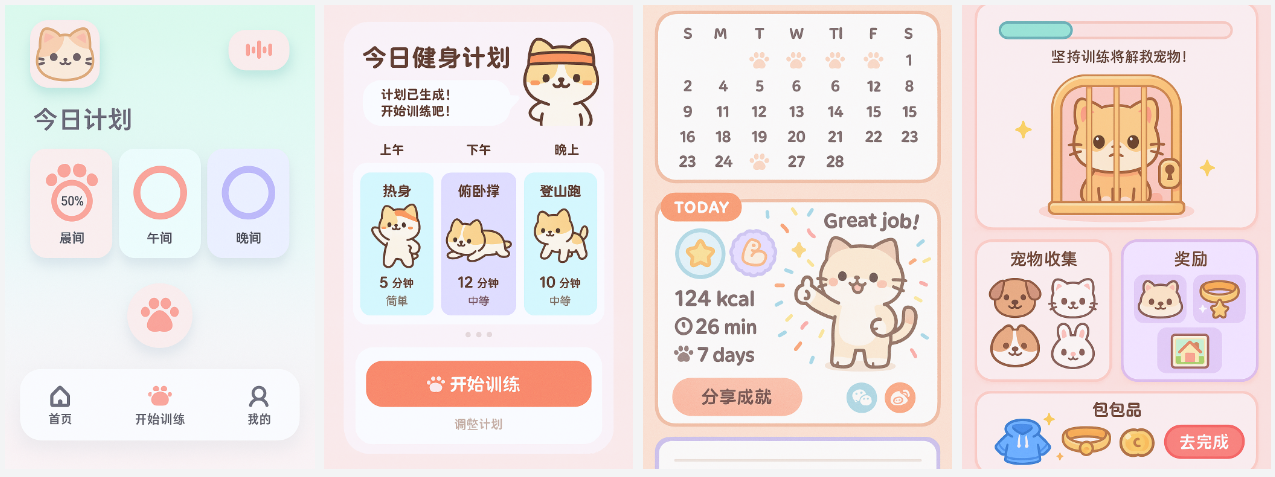 今日计划
50%
晨间
午间
晚间
首页
开始训练
我的
今日健身计划
计划已生成!
开始训练吧!
上午
下午
晚上
热身
5 分钟
简单
俯卧撑
12 分钟
中等
登山跑
10 分钟
中等
开始训练
调整计划
S M T W Tl F S
1
2 4 5 6 6 12 8
9 11 12 13 14 15 15
16 18 19 20 21 22 23
23 24 27 28
TODAY
Great job!
124 kcal
26 min
7 days
分享成就
坚持训练将解救宠物!
宠物收集
奖励
包包品
C
去完成